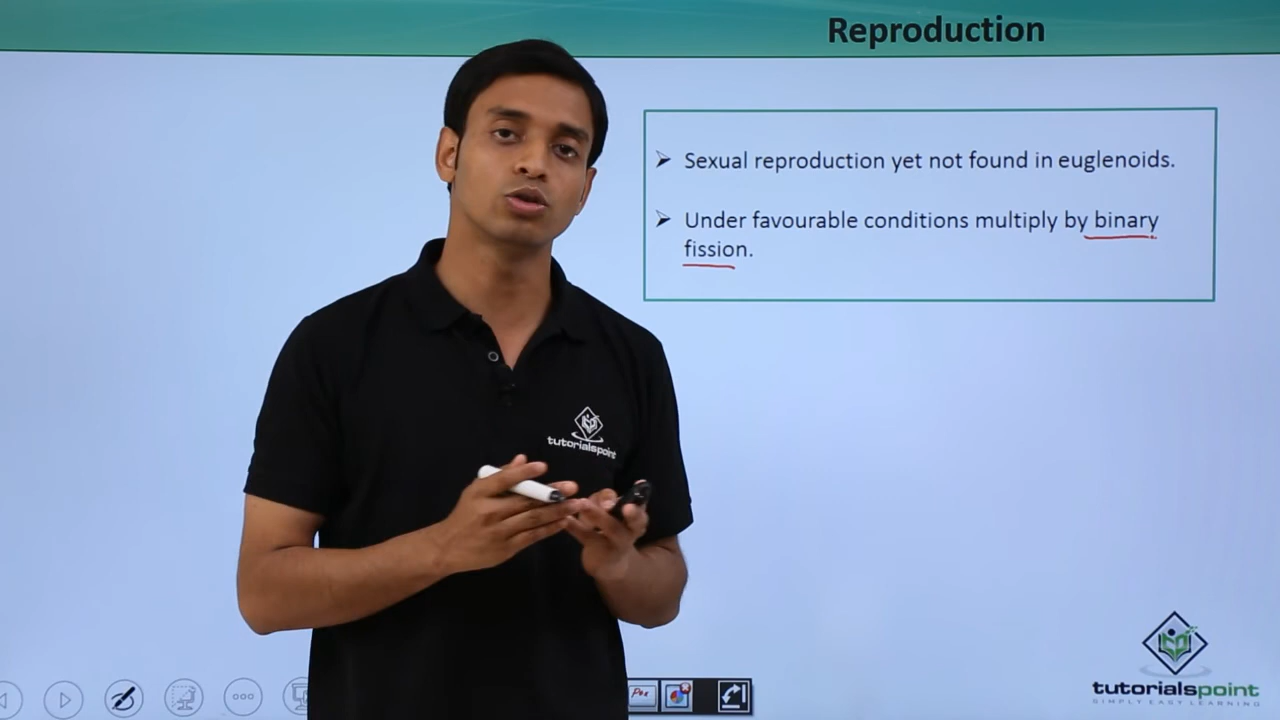 Reproduction
➢ Sexual reproduction yet not found in euglenoids.
➢ Under favourable conditions multiply by binary
fission.
tutorialspoint
Pen
tutorialspoint
SIMPLY EASY LEARNING